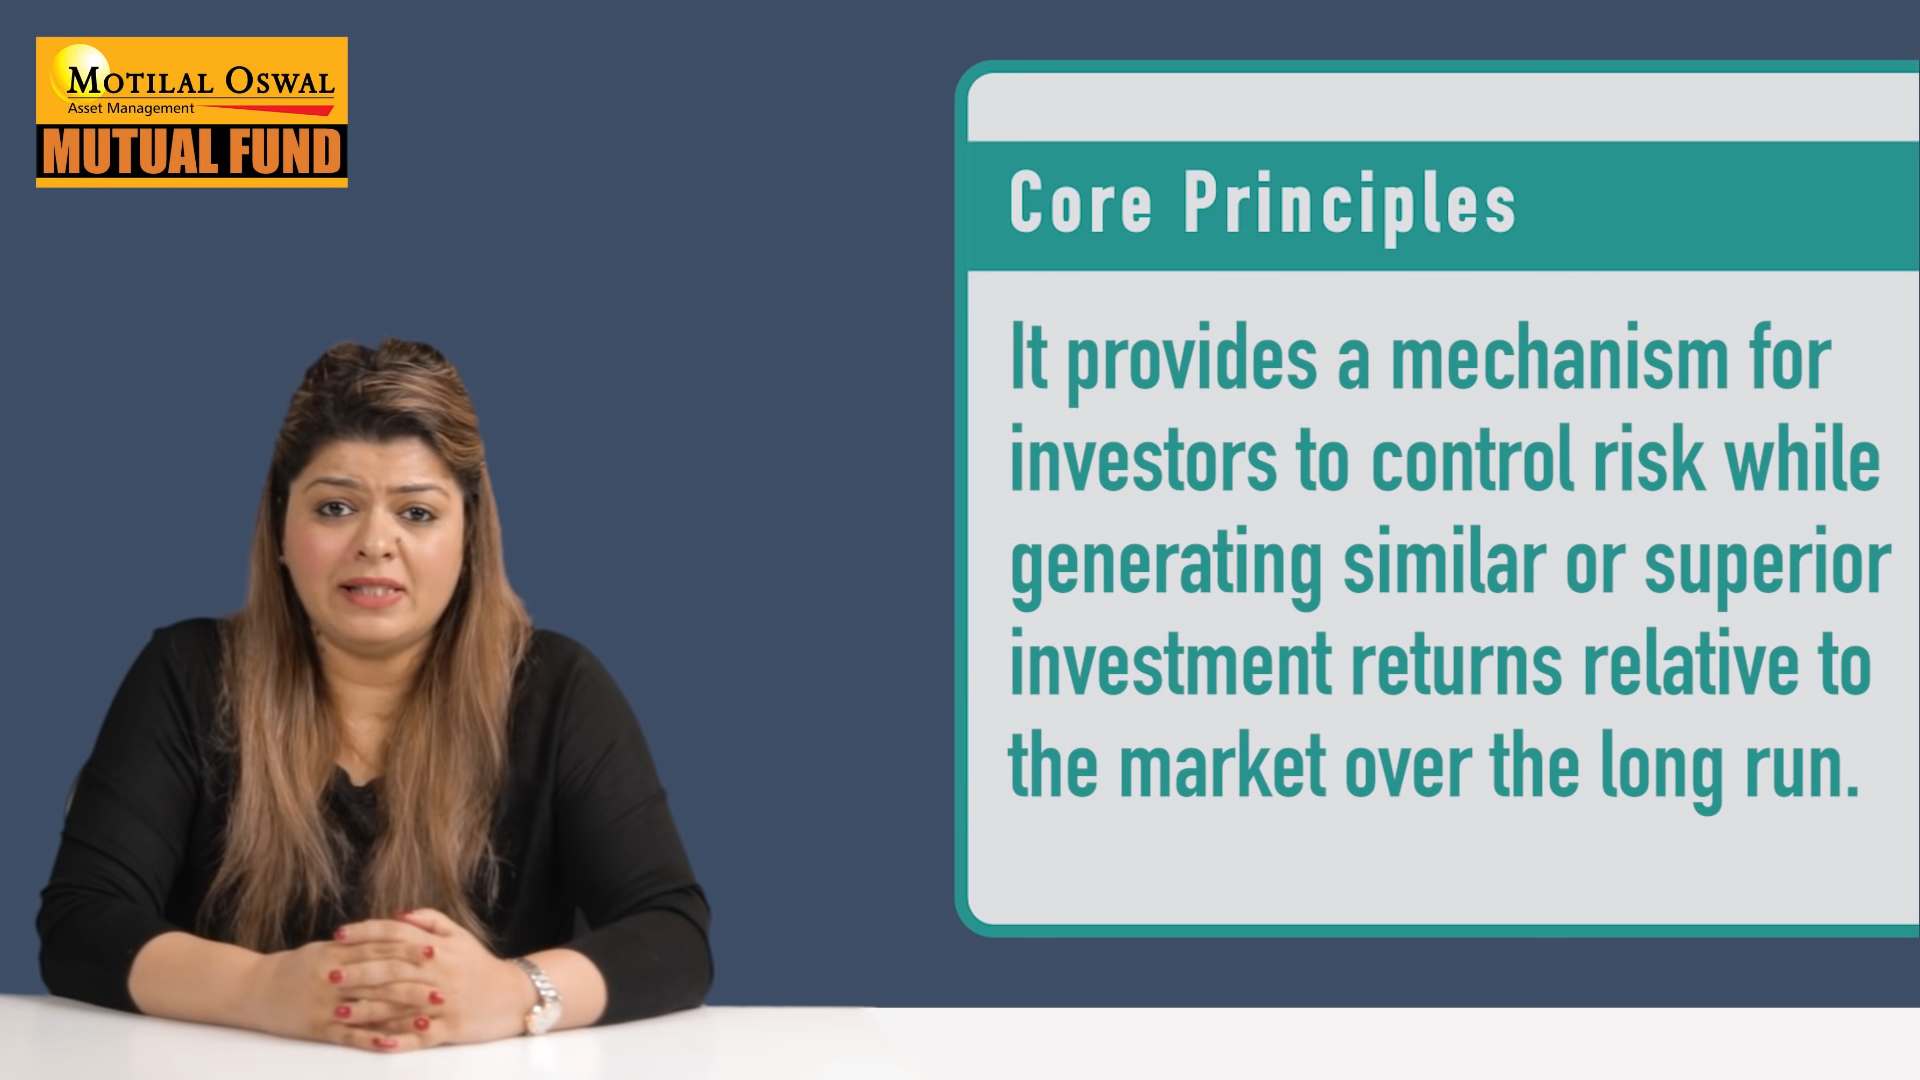 MOTILAL OSWAL
Asset Management
MUTUAL FUND
Core Principles
It provides a mechanism for
investors to control risk while
generating similar or superior
investment returns relative to
the market over the long run.